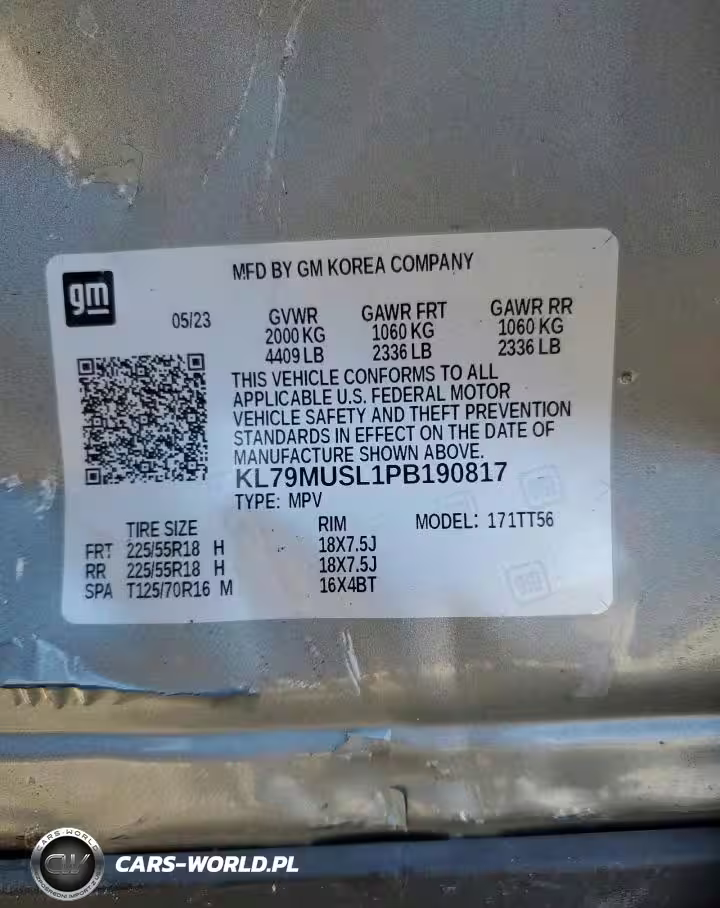 MFD BY GM KOREA COMPANY
gm
05/23
GVWR GAWR FRT GAWR RR
2000 KG 1060 KG 1060 KG
4409 LB 2336 LB 2336 LB
THIS VEHICLE CONFORMS TO ALL
APPLICABLE U.S. FEDERAL MOTOR
VEHICLE SAFETY AND THEFT PREVENTION
STANDARDS IN EFFECT ON THE DATE OF
MANUFACTURE SHOWN ABOVE.
KL79MUSL1PB190817
TYPE: MPV
TIRE SIZE RIM MODEL: 171TT56
FRT 225/55R18 H 18X7.5J
RR 225/55R18 H 18X7.5J
SPA T125/70R16 M 16X4BT
CARS-WORLD
CW
CARS-WORLD.PL